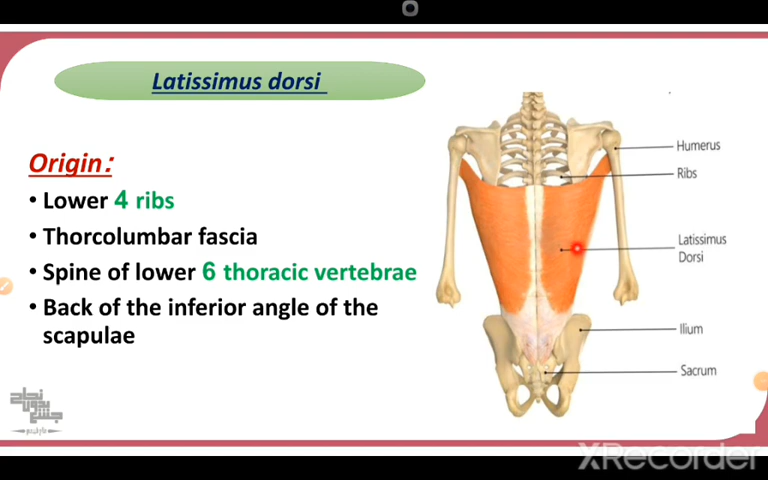 Latissimus dorsi
Origin:
• Lower 4 ribs
• Thorcolumbar fascia
• Spine of lower 6 thoracic vertebrae
• Back of the inferior angle of the
scapulae
Humerus
Ribs
Latissimus
Dorsi
Ilium
Sacrum
XRecorder